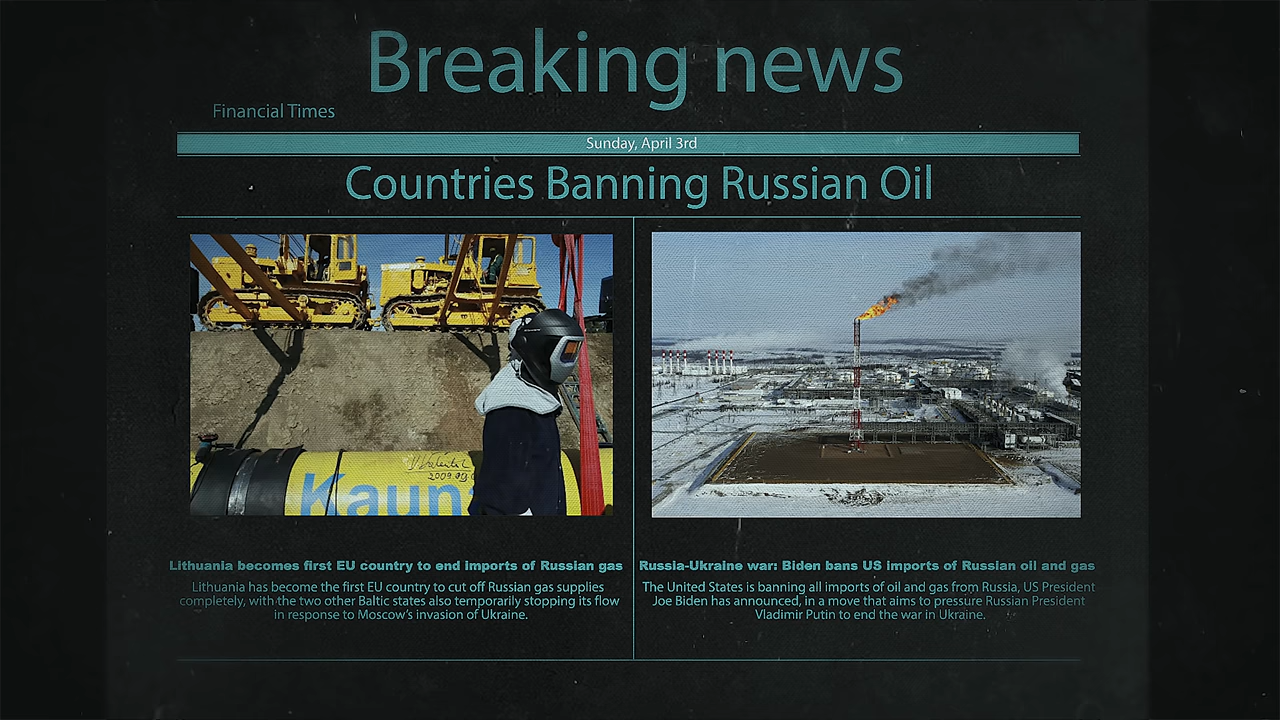 Breaking news
Financial Times
Sunday, April 3rd
Countries Banning Russian Oil
2009.09
Kaun
Lithuania becomes first EU country to end imports of Russian gas
Lithuania has become the first EU country to cut off Russian gas supplies
completely, with the two other Baltic states also temporarily stopping its flow
in response to Moscow's invasion of Ukraine.
Russia-Ukraine war: Biden bans US imports of Russian oil and gas
The United States is banning all imports of oil and gas from Russia, US President
Joe Biden has announced, in a move that aims to pressure Russian President
Vladimir Putin to end the war in Ukraine.